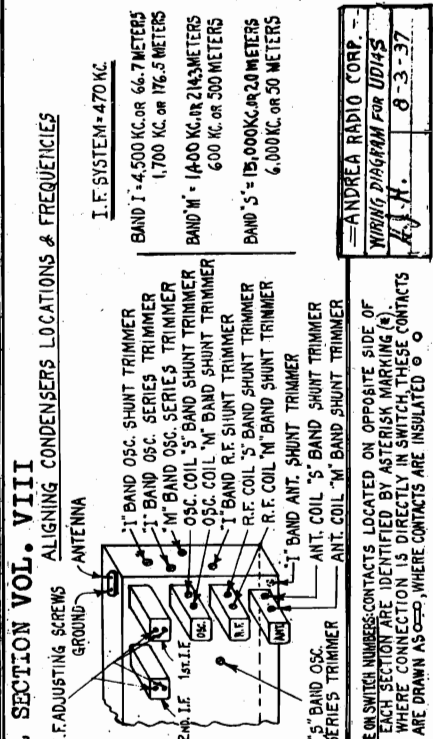 , SECTION VOL. VIII
ALIGNING CONDENSERS LOCATIONS & FREQUENCIES
.F. ADJUSTING SCREWS
GROUND
ANTENNA
2ND. I.F
1ST. I.F
OSC.
R.F.
ANT.
"I" BAND OSC. SHUNT TRIMMER
"I" BAND OSC. SERIES TRIMMER
"M" BAND OSC. SERIES TRIMMER
OSC. COIL "S" BAND SHUNT TRIMMER
OSC. COIL "M" BAND SHUNT TRIMMER
"I" BAND R.F. SHUNT TRIMMER
R.F. COIL "S" BAND SHUNT TRIMMER
R.F. COIL "M" BAND SHUNT TRIMMER
"I" BAND ANT. SHUNT TRIMMER
ANT. COIL "S" BAND SHUNT TRIMMER
ANT. COIL "M" BAND SHUNT TRIMMER
"S" BAND OSC.
SERIES TRIMMER
I.F. SYSTEM=470 KC.
BAND I = 4,500 KC. OR 66.7 METERS
1,700 KC. OR 176.5 METERS
BAND "M" = 1,400 KC. OR 214.3 METERS
600 KC. OR 500 METERS
BAND "S" = 15,000 KC. OR 20 METERS
6,000 KC. OR 50 METERS
E ON SWITCH NUMBERS: CONTACTS LOCATED ON OPPOSITE SIDE OF
EACH SECTION ARE IDENTIFIED BY ASTERISK MARKING (*).
WHERE CONNECTION IS DIRECTLY IN SWITCH, THESE CONTACTS
ARE DRAWN AS , WHERE CONTACTS ARE INSULATED
ANDREA RADIO CORP.
WIRING DIAGRAM FOR UD14S
8-3-37